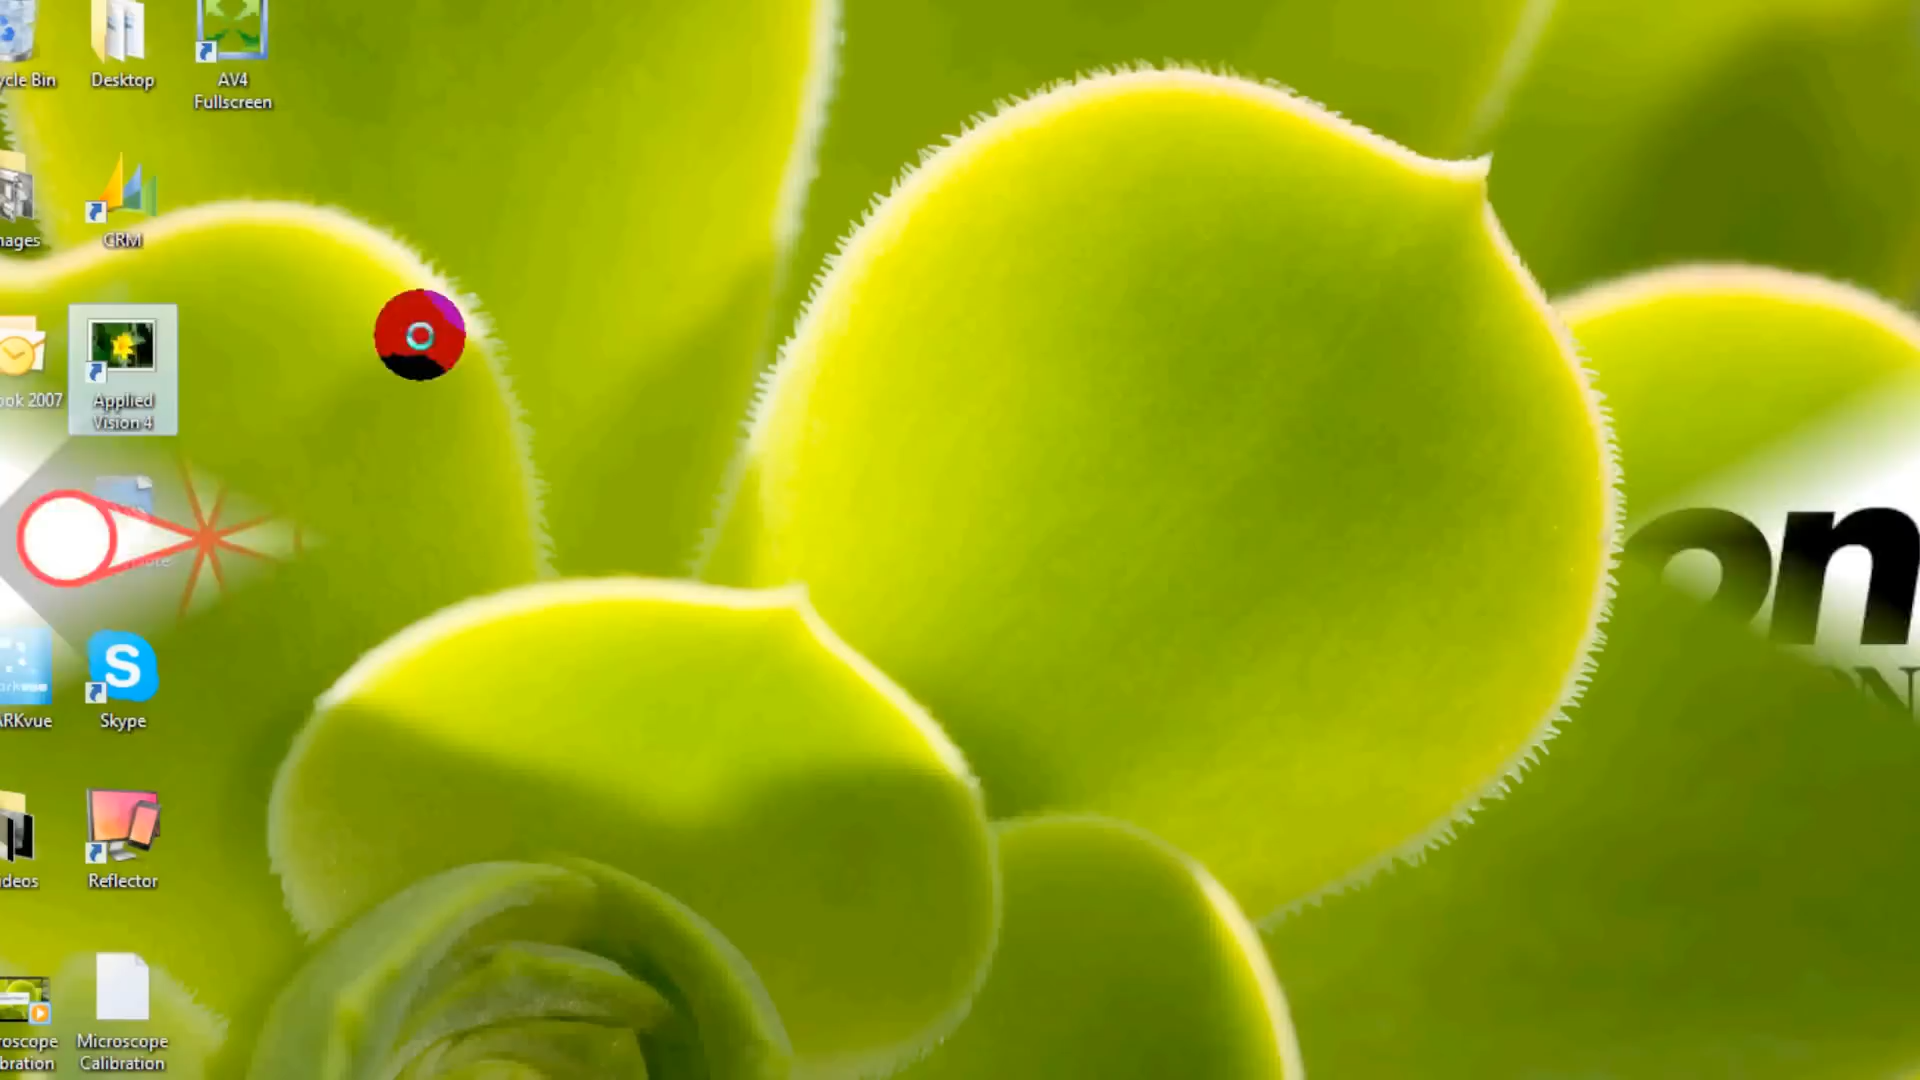 ycle Bin
Desktop
AV4
Fullscreen
nages
CRM
ook 2007
Applied
Vision 4
on
ARKvue
S
Skype
ideos
Reflector
roscope
bration
Microscope
Calibration